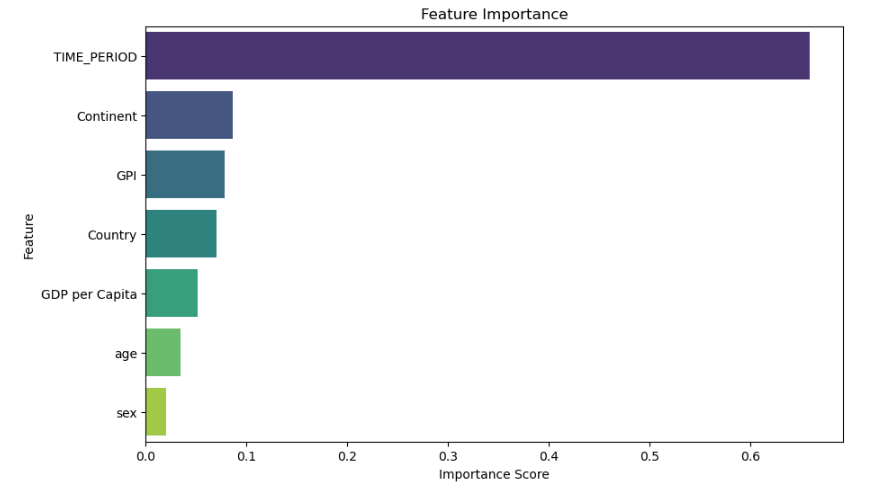 Feature Importance
TIME_PERIOD
Continent
GPI
Country
GDP per Capita
age
sex
Feature
0.0 0.1 0.2 0.3 0.4 0.5 0.6
Importance Score